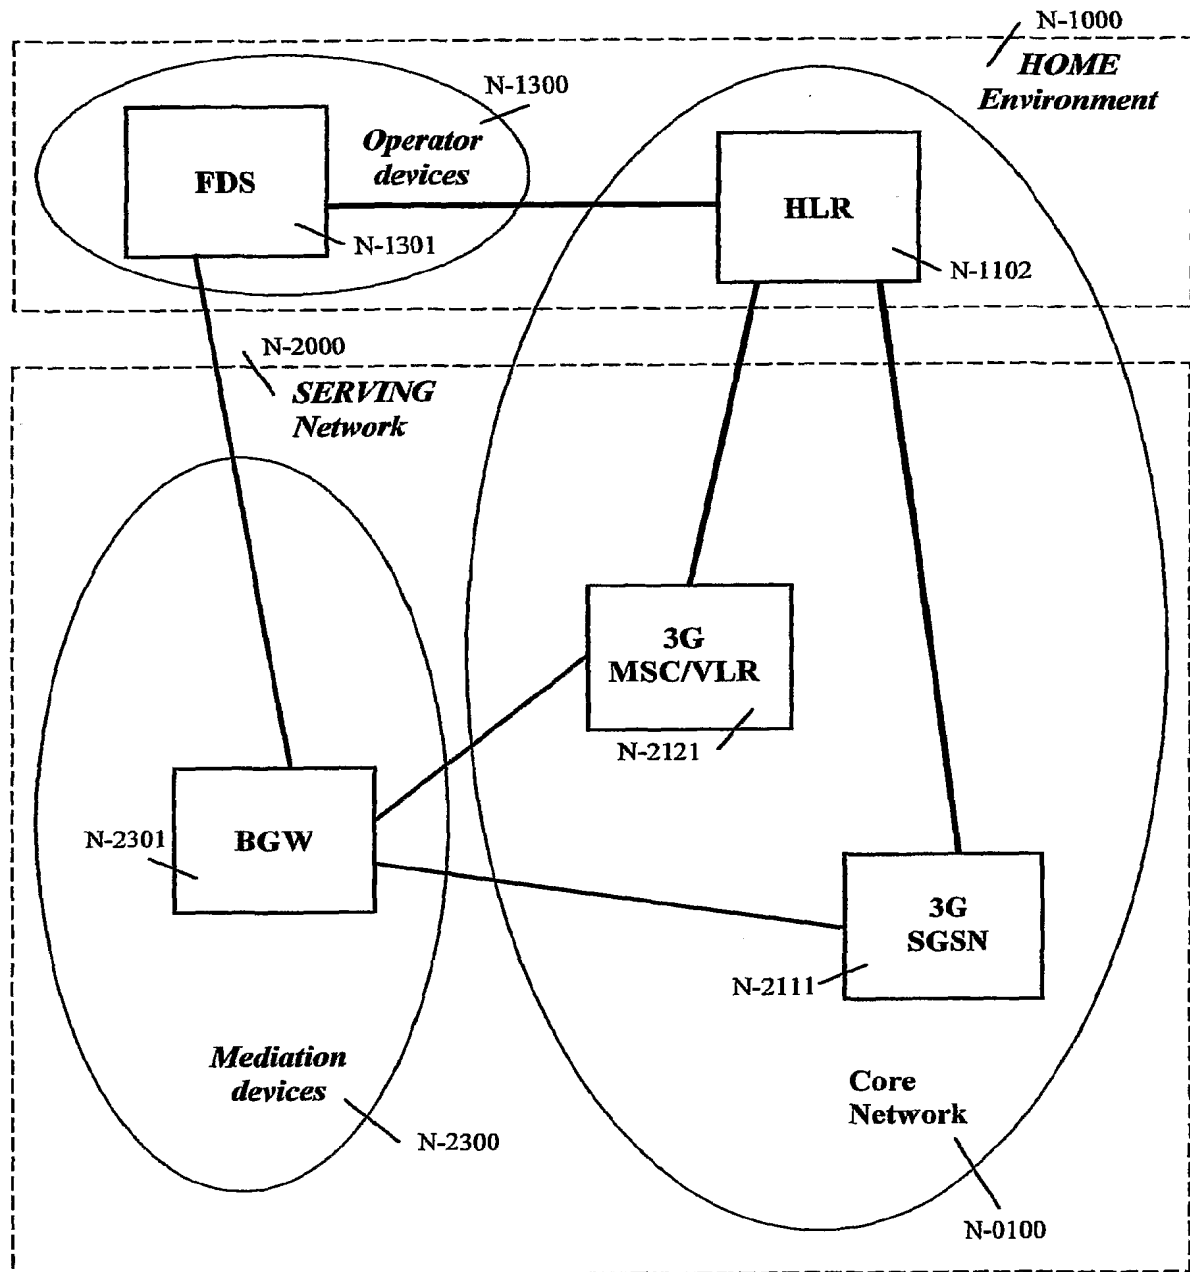 N-1000
HOME
Environment
N-1300
Operator
devices
FDS
HLR
N-1301
N-1102
N-2000
SERVING
Network
3G
MSC/VLR
N-2121
N-2301
BGW
3G
SGSN
N-2111
Mediation
devices
Core
Network
N-2300
N-0100